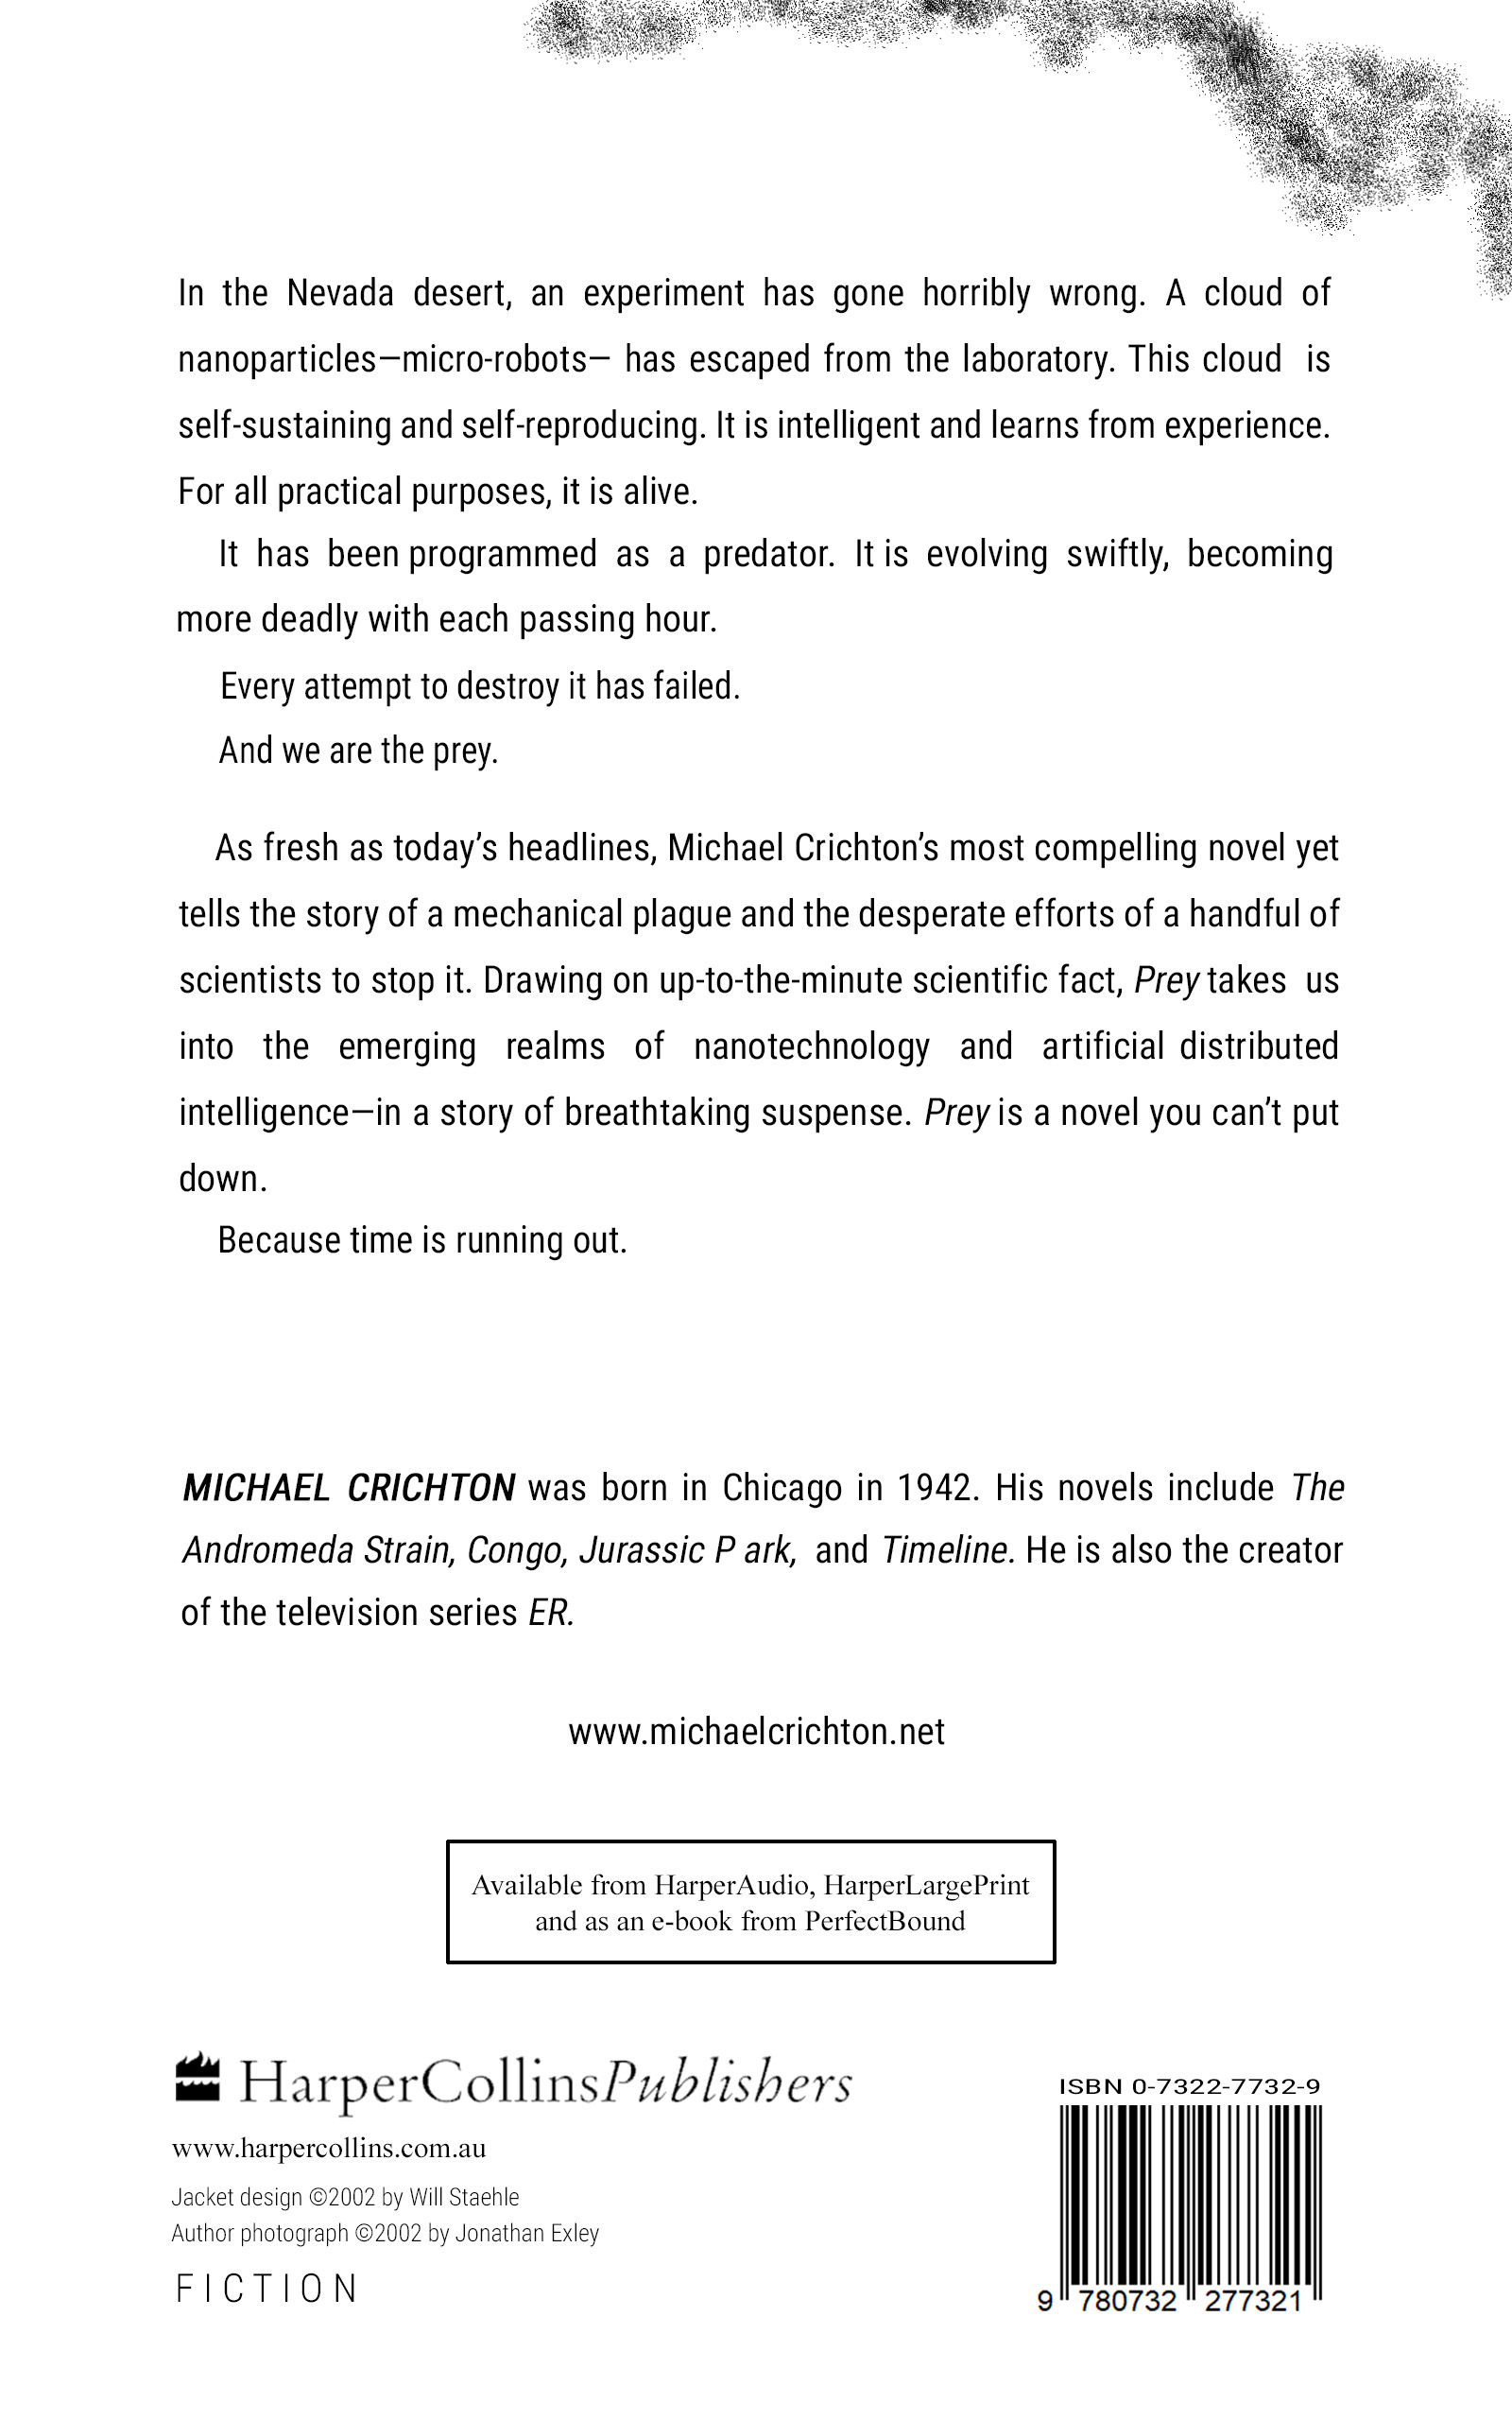 In the Nevada desert, an experiment has gone horribly wrong. A cloud of
nanoparticles—micro-robots— has escaped from the laboratory. This cloud is
self-sustaining and self-reproducing. It is intelligent and learns from experience.
For all practical purposes, it is alive.
It has been programmed as a predator. It is evolving swiftly, becoming
more deadly with each passing hour.
Every attempt to destroy it has failed.
And we are the prey.
As fresh as today’s headlines, Michael Crichton’s most compelling novel yet
tells the story of a mechanical plague and the desperate efforts of a handful of
scientists to stop it. Drawing on up-to-the-minute scientific fact, Prey takes us
into the emerging realms of nanotechnology and artificial distributed
intelligence—in a story of breathtaking suspense. Prey is a novel you can’t put
down.
Because time is running out.
MICHAEL CRICHTON was born in Chicago in 1942. His novels include The
Andromeda Strain, Congo, Jurassic P ark, and Timeline. He is also the creator
of the television series ER.
www.michaelcrichton.net
Available from HarperAudio, HarperLargePrint
and as an e-book from PerfectBound
HarperCollinsPublishers
www.harpercollins.com.au
Jacket design ©2002 by Will Staehle
Author photograph ©2002 by Jonathan Exley
FICTION
ISBN 0-7322-7732-9
9 780732 277321